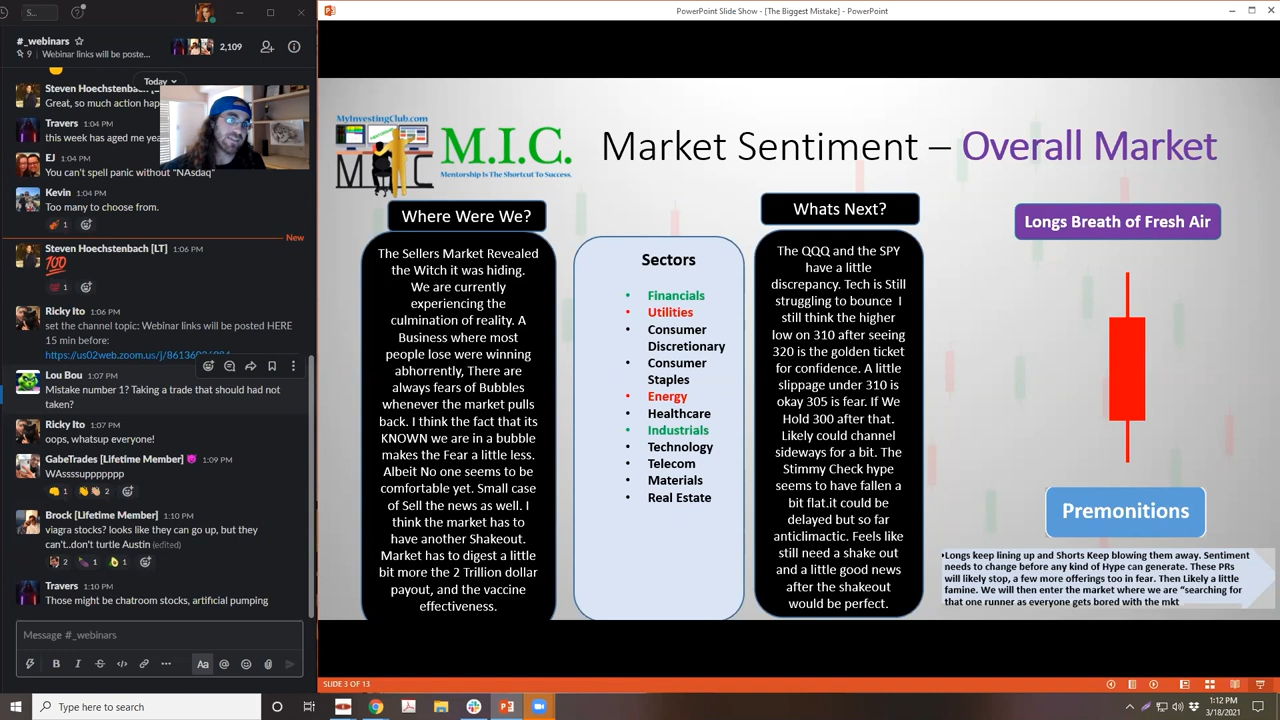 #_webinars
9 Webinar links will be poste...
2,109
Today
Steven Hoechstenbach [
Great, so much action hap
Travers 1:04 PM
this week has aged me yea
EJ 1:04 PM
You can't spell panic without "NAsdaq"
Kevin 1:04 PM
Too many to choose from.
1
New
Steven Hoechstenbach [LT] 1:06 PM
100
1
Ricky Ito 1:06 PM
set the channel topic: Webinar links will be posted HERE
15 min before:
https://us02web.zoom.us/j/
Lou Bou 1:07 PM
Mistake number 1? Taking a trade that should not
taken?
Ricky Ito 1:07 PM
oops, whatsup everyone!
GabeTrades [Lifetime Member] 1:09 PM
WAssssupppppp
1 2
Brock [Lifetime Member] 1:10 PM
viagra stocks? looks like they can go up, but they
can't.don't turtle Austin (edited)
2 1
Travers 1:10 PM
Those might be chatroom stocks, artificial pumping
Message #_webinars
B I
Aa
PowerPoint Slide Show - [The Biggest Mistake] - PowerPoint
MyInvestingClub.com
MIC
M.I.C.
Mentorship Is The Shortcut To Success.
Market Sentiment – Overall Market
Where Were We?
The Sellers Market Revealed
the Witch it was hiding.
We are currently
experiencing the
culmination of reality. A
Business where most
people lose were winning
abhorrently, There are
always fears of Bubbles
whenever the market pulls
back. I think the fact that its
KNOWN we are in a bubble
makes the Fear a little less.
Albeit No one seems to be
comfortable yet. Small case
of Sell the news as well. I
think the market has to
have another Shakeout.
Market has to digest a little
bit more the 2 Trillion dollar
payout, and the vaccine
effectiveness.
Sectors
• Financials
• Utilities
• Consumer
Discretionary
• Consumer
Staples
• Energy
• Healthcare
• Industrials
• Technology
• Telecom
• Materials
• Real Estate
Whats Next?
The QQQ and the SPY
have a little
discrepancy. Tech is Still
struggling to bounce I
still think the higher
low on 310 after seeing
320 is the golden ticket
for confidence. A little
slippage under 310 is
okay 305 is fear. If We
Hold 300 after that.
Likely could channel
sideways for a bit. The
Stimmy Check hype
seems to have fallen a
bit flat.it could be
delayed but so far
anticlimactic. Feels like
still need a shake out
and a little good news
after the shakeout
would be perfect.
Longs Breath of Fresh Air
Premonitions
•Longs keep lining up and Shorts Keep blowing them away. Sentiment
needs to change before any kind of Hype can generate. These PRs
will likely stop, a few more offerings too in fear. Then Likely a little
famine. We will then enter the market where we are "searching for
that one runner as everyone gets bored with the mkt
SLIDE 3 OF 13
Type here to search
1:12 PM
3/18/2021